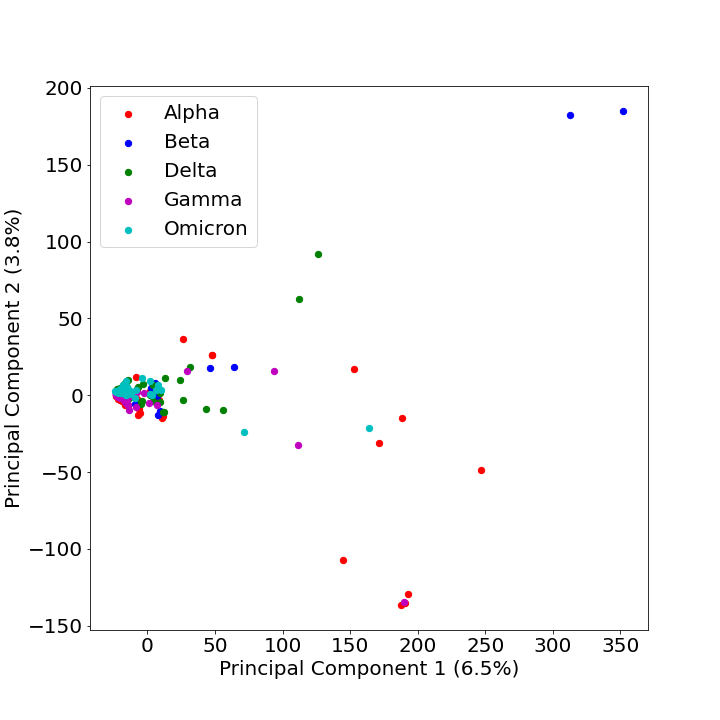 200
150
100
50
0
−50
−100
−150
Principal Component 2 (3.8%)
Alpha
Beta
Delta
Gamma
Omicron
0 50 100 150 200 250 300 350
Principal Component 1 (6.5%)